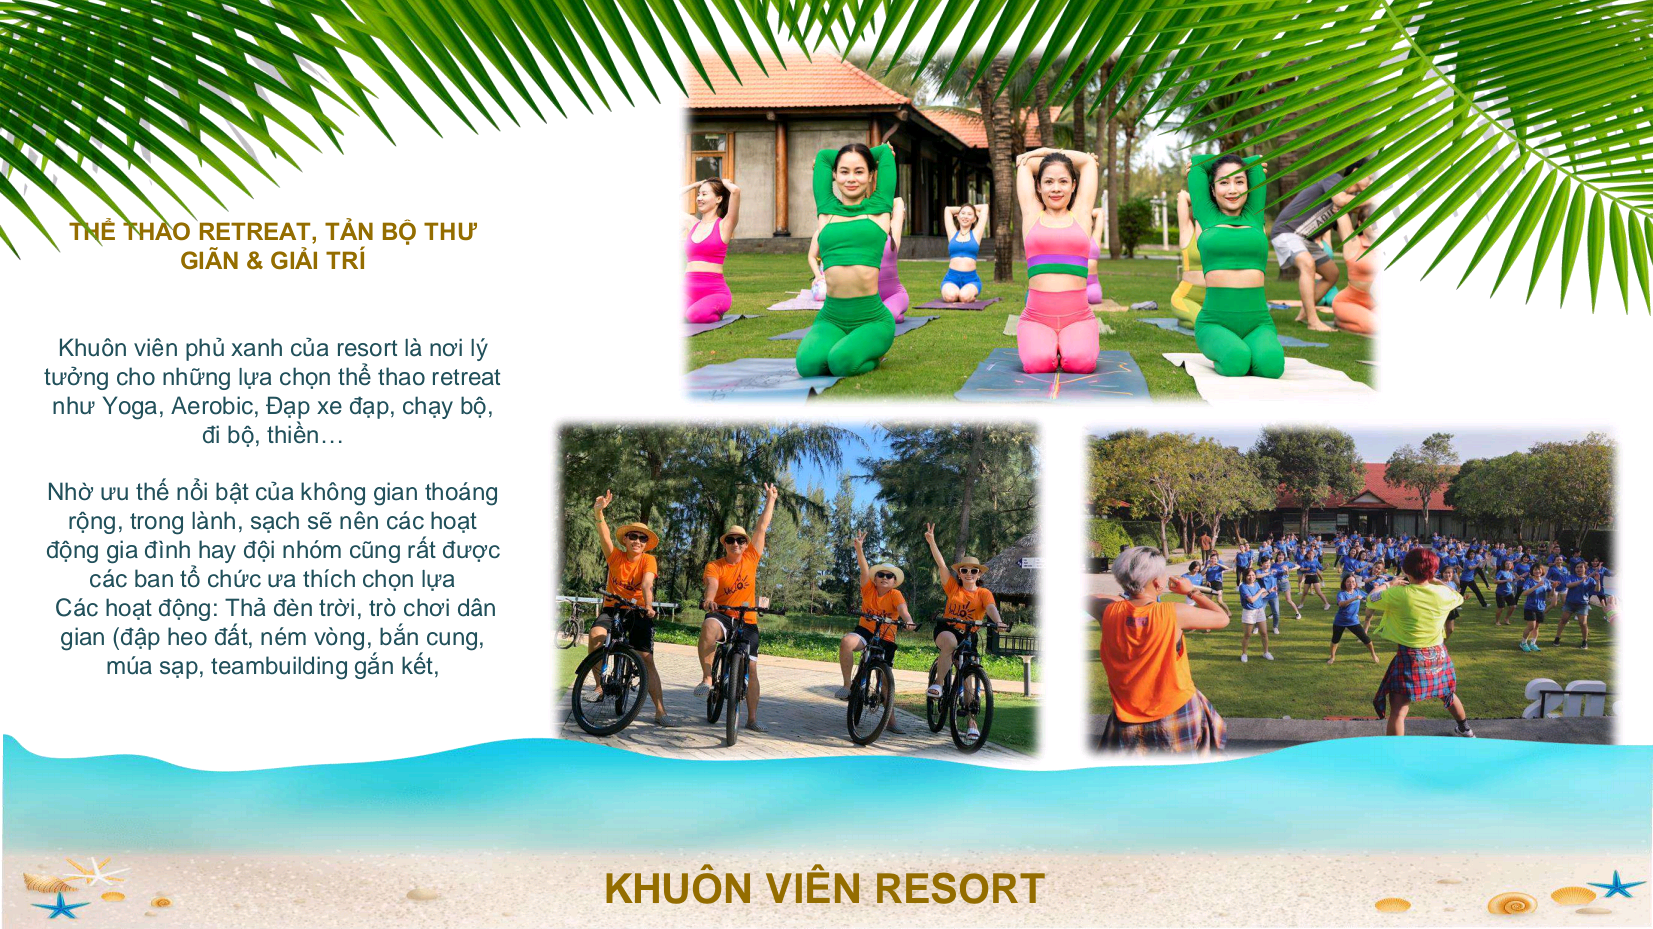 THỂ THAO RETREAT, TẢN BỘ THƯ
GIÃN & GIẢI TRÍ
Khuôn viên phủ xanh của resort là nơi lý
tưởng cho những lựa chọn thể thao retreat
như Yoga, Aerobic, Đạp xe đạp, chạy bộ,
đi bộ, thiền…
Nhờ ưu thế nổi bật của không gian thoáng
rộng, trong lành, sạch sẽ nên các hoạt
động gia đình hay đội nhóm cũng rất được
các ban tổ chức ưa thích chọn lựa
Các hoạt động: Thả đèn trời, trò chơi dân
gian (đập heo đất, ném vòng, bắn cung,
múa sạp, teambuilding gắn kết,
KHUÔN VIÊN RESORT